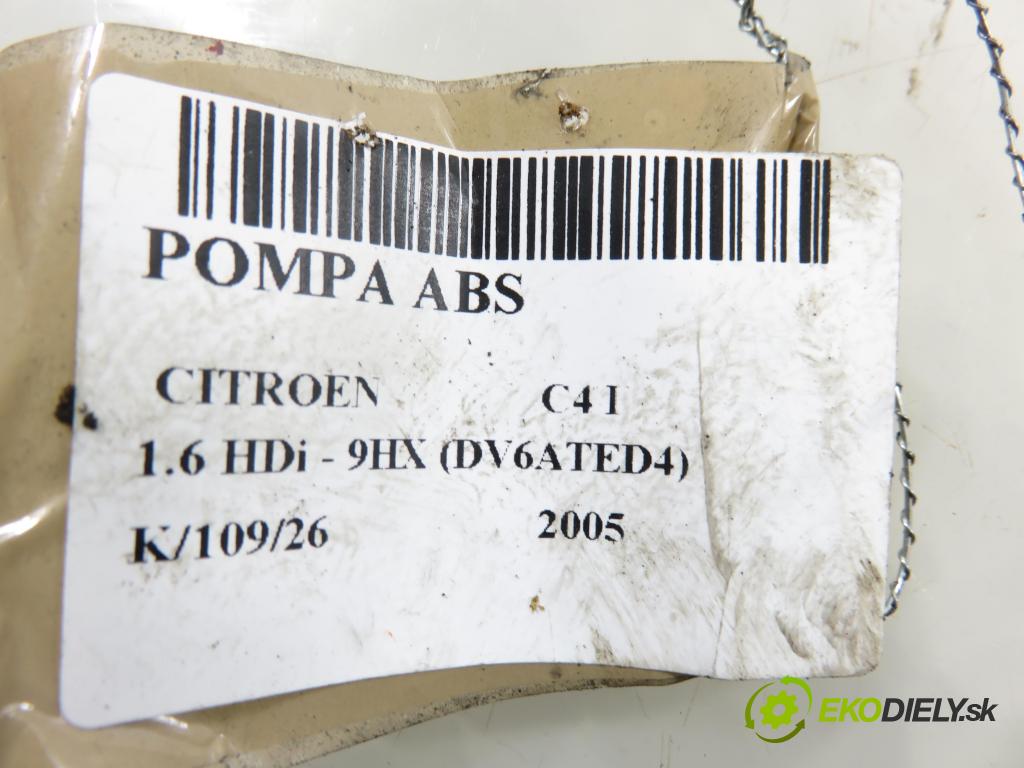 POMPA ABS
CITROEN C4 I
1.6 HDi - 9HX (DV6ATED4)
K/109/26 2005
EKODIELY.sk